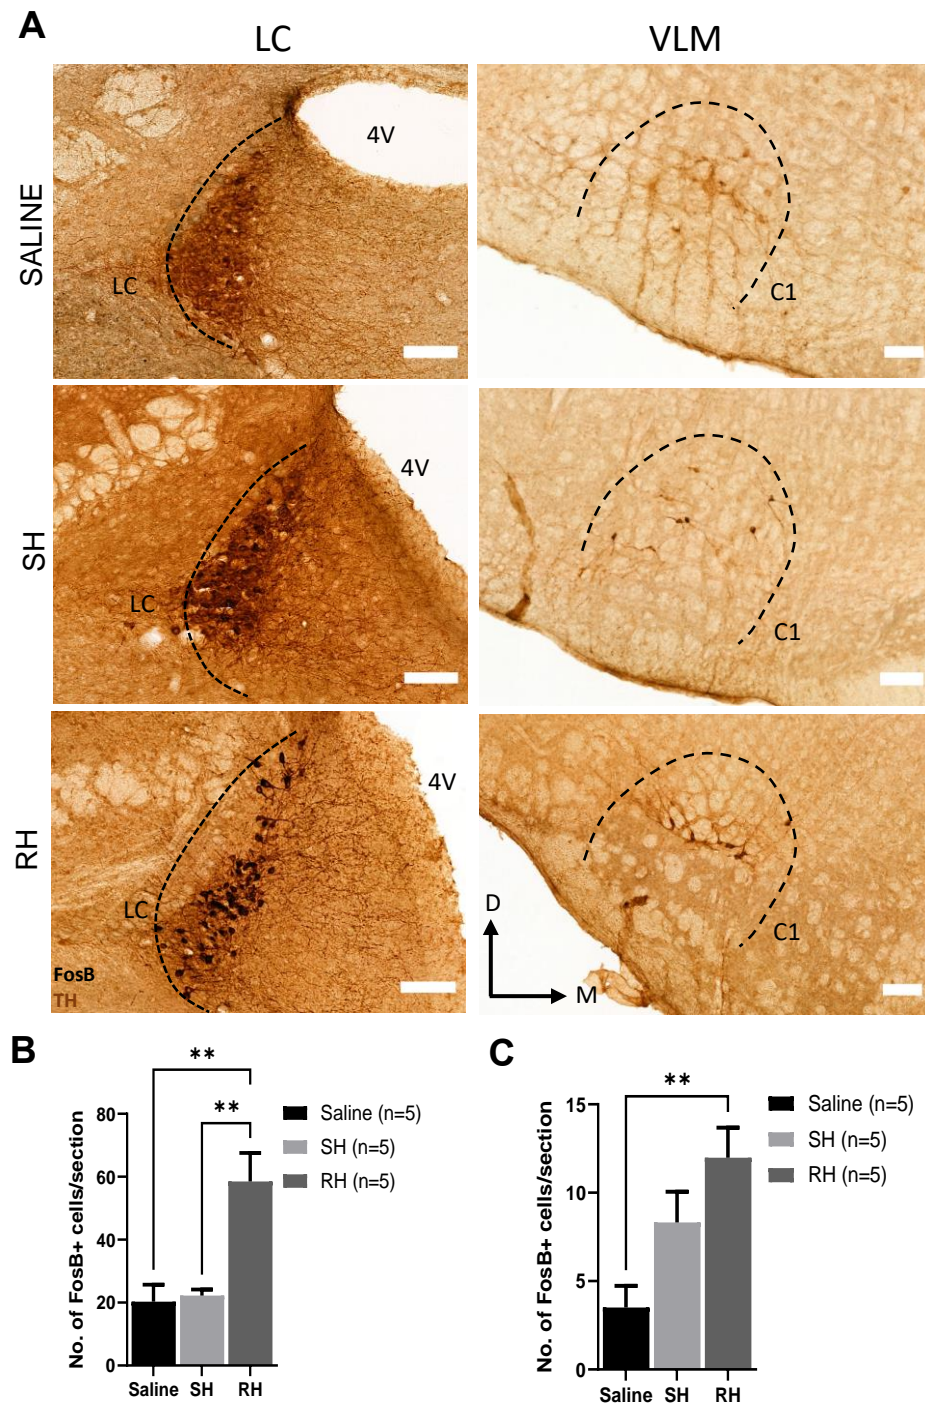 A
LC
VLM
SALINE
4V
LC
C1
SH
4V
LC
C1
RH
4V
LC
FosB
TH
D
M
C1
B
**
**
No. of FosB+ cells/section
80
60
40
20
0
Saline SH RH
Saline (n=5)
SH (n=5)
RH (n=5)
C
**
No. of FosB+ cells/section
15
10
5
0
Saline SH RH
Saline (n=5)
SH (n=5)
RH (n=5)